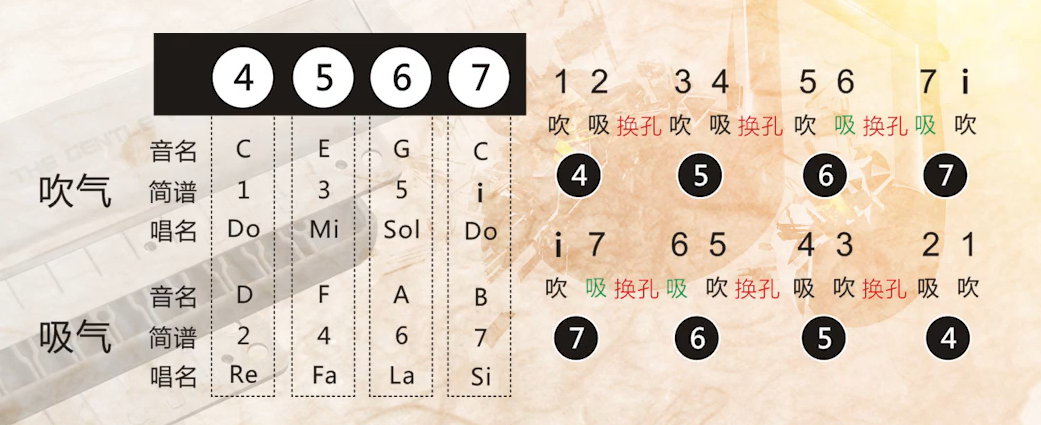 4 5 6 7
吹气
音名 C E G C
简谱 1 3 5 i
唱名 Do Mi Sol Do
吸气
音名 D F A B
简谱 2 4 6 7
唱名 Re Fa La Si
1 2 3 4 5 6 7 i
吹 吸 换孔 吹 吸 换孔 吹 吸 换孔 吸 吹
4 5 6 7
i 7 6 5 4 3 2 1
吹 吸 换孔 吸 吹 换孔 吸 吹 换孔 吸 吹
7 6 5 4